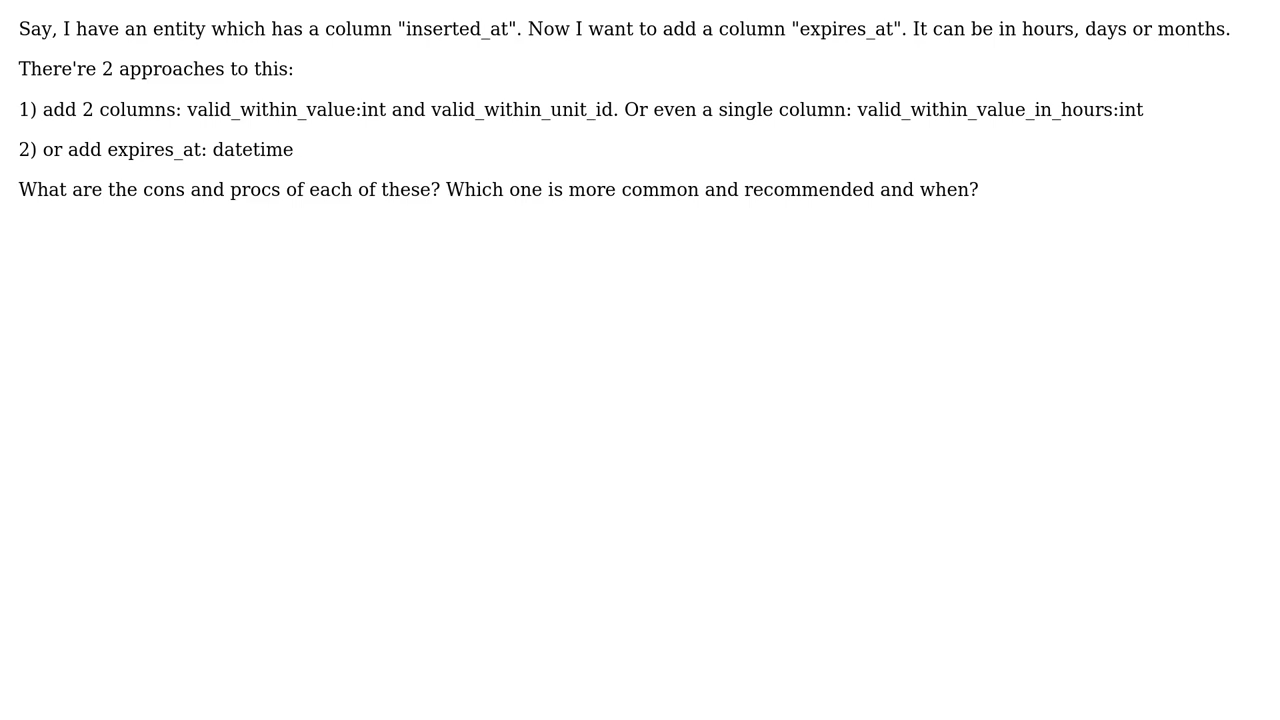 Say, I have an entity which has a column "inserted_at". Now I want to add a column "expires_at". It can be in hours, days or months.
There're 2 approaches to this:
1) add 2 columns: valid_within_value:int and valid_within_unit_id. Or even a single column: valid_within_value_in_hours:int
2) or add expires_at: datetime
What are the cons and procs of each of these? Which one is more common and recommended and when?